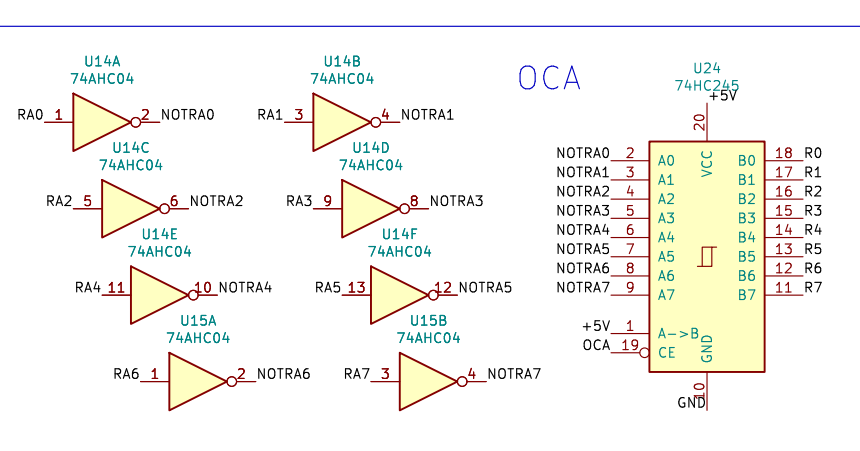 U14A
74AHC04
RA0 1 2 NOTRA0
U14B
74AHC04
RA1 3 4 NOTRA1
U14C
74AHC04
RA2 5 6 NOTRA2
U14D
74AHC04
RA3 9 8 NOTRA3
U14E
74AHC04
RA4 11 10 NOTRA4
U14F
74AHC04
RA5 13 12 NOTRA5
U15A
74AHC04
RA6 1 2 NOTRA6
U15B
74AHC04
RA7 3 4 NOTRA7
OCA
U24
74HC245
+5V
20
VCC
NOTRA0 2 A0 B0 18 R0
NOTRA1 3 A1 B1 17 R1
NOTRA2 4 A2 B2 16 R2
NOTRA3 5 A3 B3 15 R3
NOTRA4 6 A4 B4 14 R4
NOTRA5 7 A5 B5 13 R5
NOTRA6 8 A6 B6 12 R6
NOTRA7 9 A7 B7 11 R7
+5V 1 A->B
OCA 19 CE
GND
10
GND